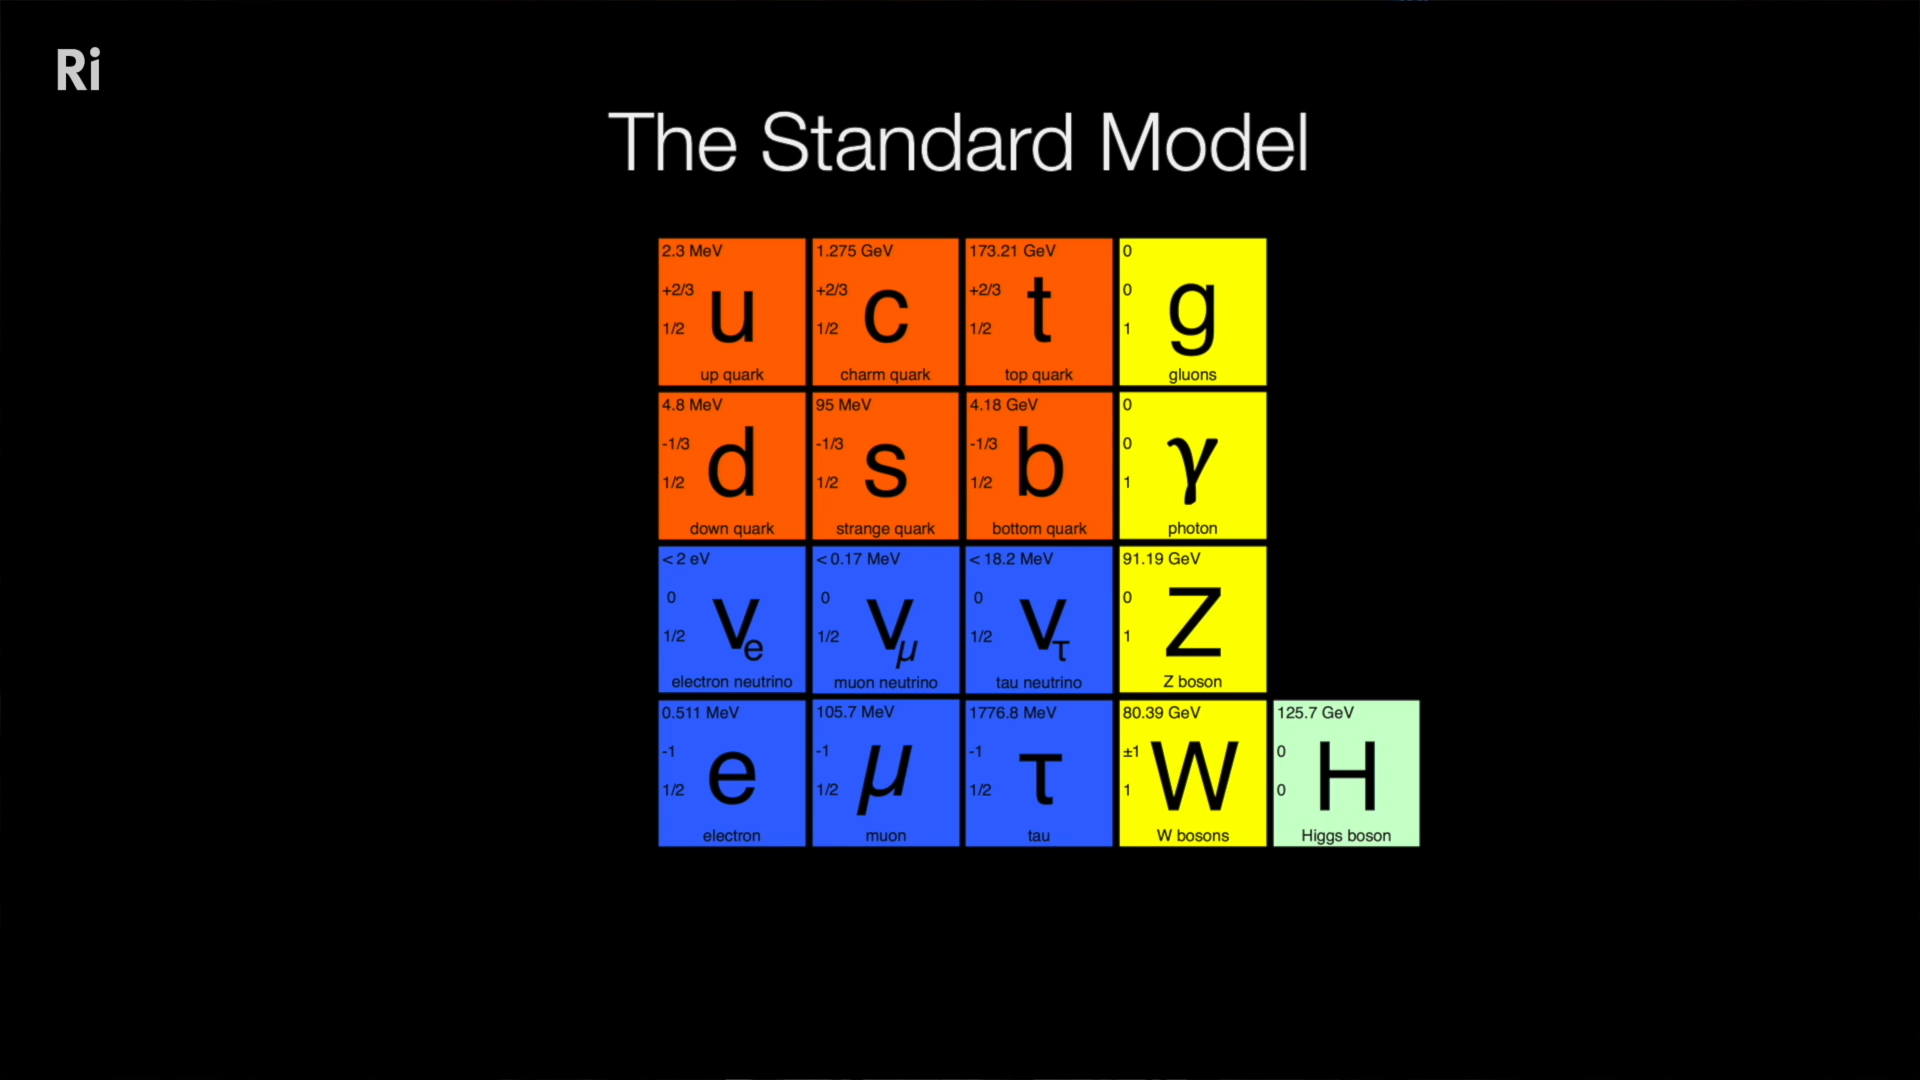 Ri
The Standard Model
2.3 MeV
+2/3
1/2
u
up quark
1.275 GeV
+2/3
1/2
c
charm quark
173.21 GeV
+2/3
1/2
t
top quark
0
0
1
g
gluons
4.8 MeV
-1/3
1/2
d
down quark
95 MeV
-1/3
1/2
s
strange quark
4.18 GeV
-1/3
1/2
b
bottom quark
0
0
1
γ
photon
< 2 eV
0
1/2
νe
electron neutrino
< 0.17 MeV
0
1/2
νμ
muon neutrino
< 18.2 MeV
0
1/2
ντ
tau neutrino
91.19 GeV
0
1
Z
Z boson
0.511 MeV
-1
1/2
e
electron
105.7 MeV
-1
1/2
μ
muon
1776.8 MeV
-1
1/2
τ
tau
80.39 GeV
±1
1
W
W bosons
125.7 GeV
0
0
H
Higgs boson